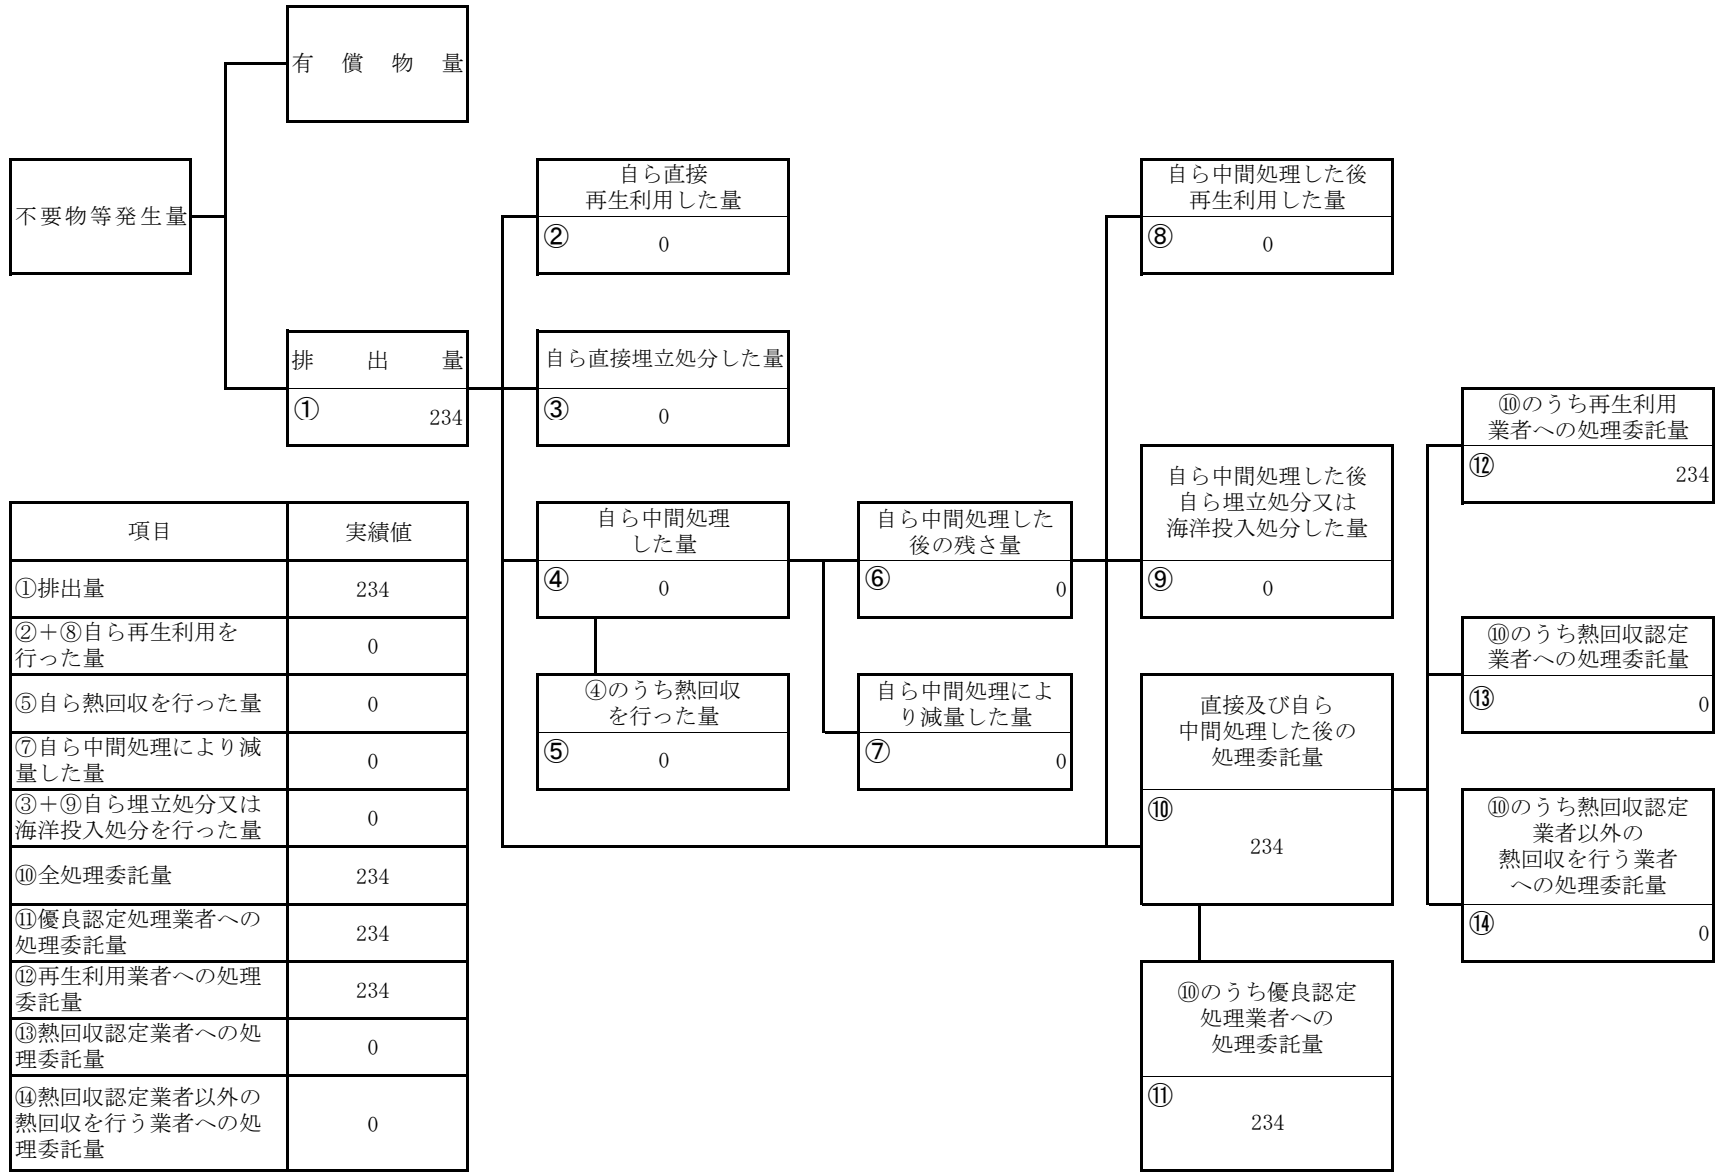 有償物量
不要物等発生量
自ら直接
再生利用した量
② 0
自ら中間処理した後
再生利用した量
⑧ 0
排出量
① 234
自ら直接埋立処分した量
③ 0
⑩のうち再生利用
業者への処理委託量
⑫ 234
自ら中間処理
した量
④ 0
自ら中間処理した
後の残さ量
⑥ 0
自ら中間処理した後
自ら埋立処分又は
海洋投入処分した量
⑨ 0
⑩のうち熱回収認定
業者への処理委託量
⑬ 0
④のうち熱回収
を行った量
⑤ 0
自ら中間処理によ
り減量した量
⑦ 0
直接及び自ら
中間処理した後の
処理委託量
⑩
234
⑩のうち熱回収認定
業者以外の
熱回収を行う業者
への処理委託量
⑭ 0
⑩のうち優良認定
処理業者への
処理委託量
⑪
234
項目 実績値
①排出量 234
②＋⑧自ら再生利用を
行った量 0
⑤自ら熱回収を行った量 0
⑦自ら中間処理により減
量した量 0
③＋⑨自ら埋立処分又は
海洋投入処分を行った量 0
⑩全処理委託量 234
⑪優良認定処理業者への
処理委託量 234
⑫再生利用業者への処理
委託量 234
⑬熱回収認定業者への処
理委託量 0
⑭熱回収認定業者以外の
熱回収を行う業者への処
理委託量 0